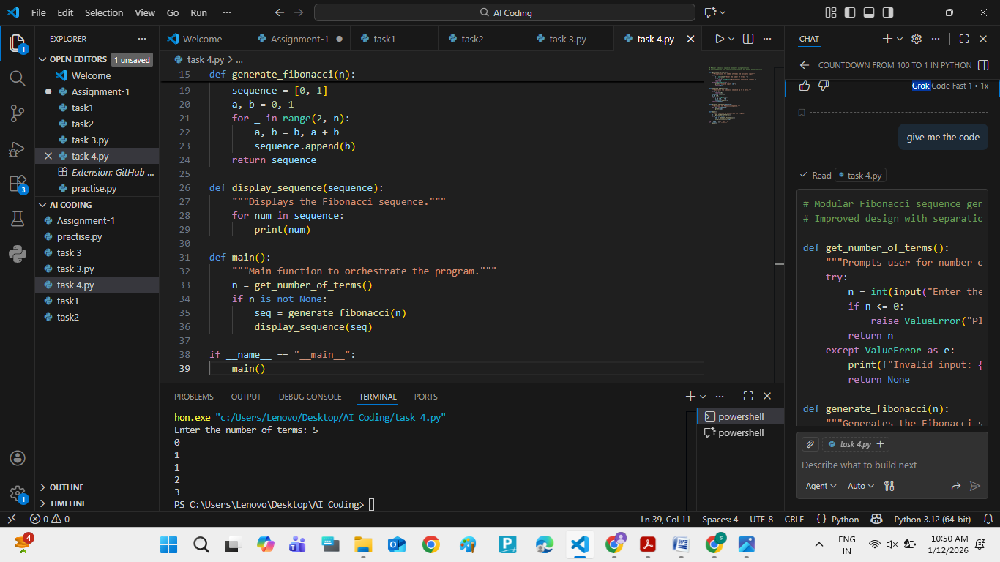 File Edit Selection View Go Run ···
AI Coding
EXPLORER ···
OPEN EDITORS 1 unsaved
Welcome
Assignment-1
task1
task2
task 3.py
task 4.py
Extension: GitHub ...
practise.py
AI CODING
Assignment-1
practise.py
task 3
task 3.py
task 4.py
task1
task2
OUTLINE
TIMELINE
1
3
1
Welcome Assignment-1 task1 task2 task 3.py task 4.py
task 4.py > ...
15 def generate_fibonacci(n):
19 sequence = [0, 1]
20 a, b = 0, 1
21 for _ in range(2, n):
22 a, b = b, a + b
23 sequence.append(b)
24 return sequence
25
26 def display_sequence(sequence):
27 """Displays the Fibonacci sequence."""
28 for num in sequence:
29 print(num)
30
31 def main():
32 """Main function to orchestrate the program."""
33 n = get_number_of_terms()
34 if n is not None:
35 seq = generate_fibonacci(n)
36 display_sequence(seq)
37
38 if __name__ == "__main__":
39 main()
PROBLEMS OUTPUT DEBUG CONSOLE TERMINAL PORTS
hon.exe "c:/Users/Lenovo/Desktop/AI Coding/task 4.py"
Enter the number of terms: 5
0
1
1
2
3
PS C:\Users\Lenovo\Desktop\AI Coding>
powershell
powershell
CHAT
COUNTDOWN FROM 100 TO 1 IN PYTHON
Grok Code Fast 1 • 1x
give me the code
Read task 4.py
# Modular Fibonacci sequence gen
# Improved design with separatio
def get_number_of_terms():
"""Prompts user for number o
try:
n = int(input("Enter the
if n <= 0:
raise ValueError("Pl
return n
except ValueError as e:
print(f"Invalid input: {
return None
def generate_fibonacci(n):
"""Generates the Fibonacci s
task 4.py +
Describe what to build next
Agent Auto
0 0
Ln 39, Col 11 Spaces: 4 UTF-8 CRLF { } Python Python 3.12 (64-bit)
4
ENG
IN
10:50 AM
1/12/2026